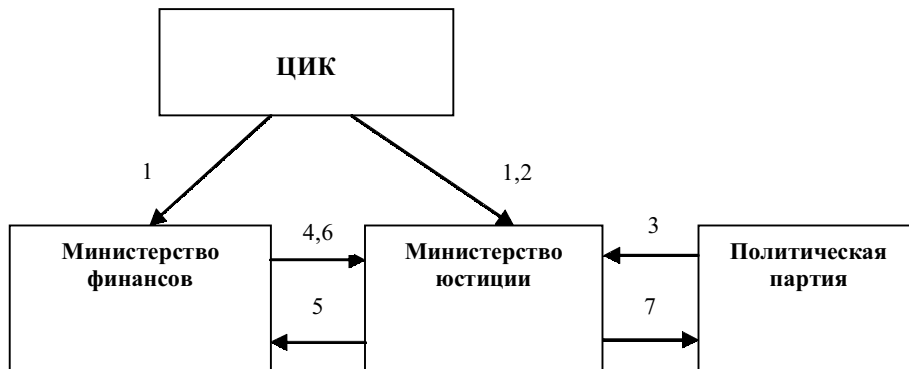 ЦИК
1
1,2
Министерство
финансов
4,6
5
Министерство
юстиции
3
7
Политическая
партия